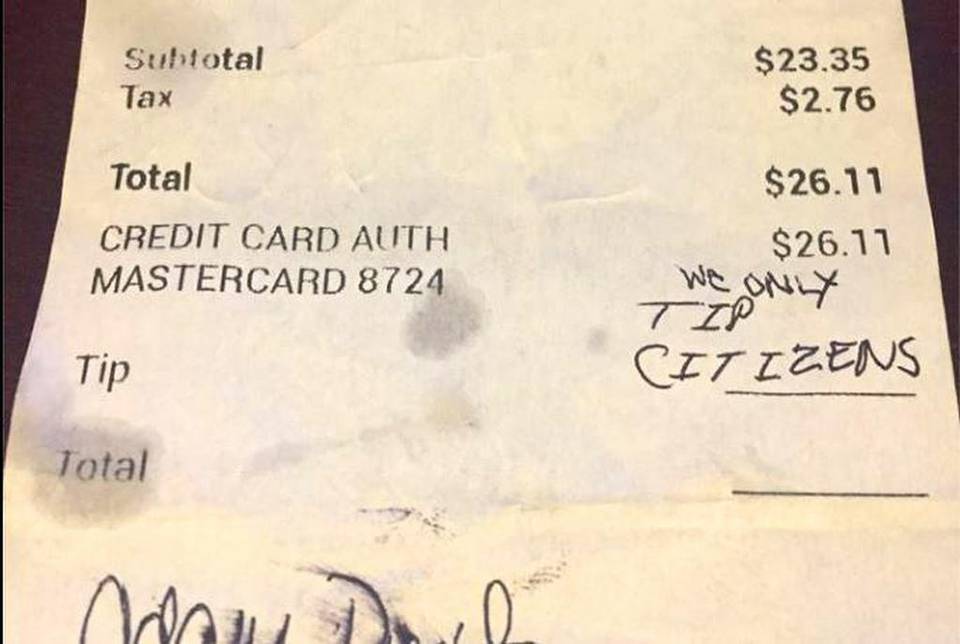 Subtotal $23.35
Tax $2.76
Total $26.11
CREDIT CARD AUTH $26.11
MASTERCARD 8724
WE ONLY
TIP
CITIZENS
Tip
Total